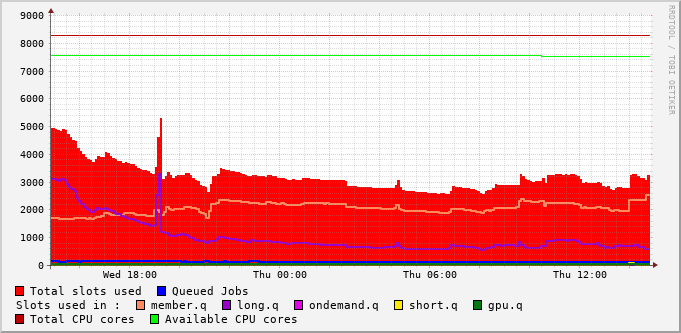 RRDTOOL / TOBI OETIKER
9000
8000
7000
6000
5000
4000
3000
2000
1000
0
Wed 18:00 Thu 00:00 Thu 06:00 Thu 12:00
Total slots used Queued Jobs
Slots used in : member.q long.q ondemand.q short.q gpu.q
Total CPU cores Available CPU cores